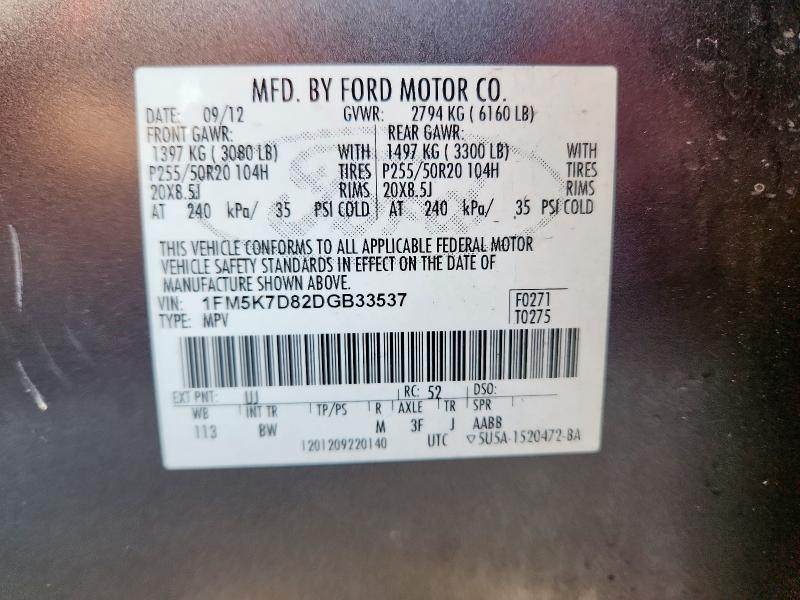 MFD. BY FORD MOTOR CO.
DATE: 09/12 GVWR: 2794 KG ( 6160 LB)
FRONT GAWR: REAR GAWR:
1397 KG ( 3080 LB) WITH 1497 KG ( 3300 LB) WITH
P255/50R20 104H TIRES P255/50R20 104H TIRES
20X8.5J RIMS 20X8.5J RIMS
AT 240 kPa/ 35 PSI COLD AT 240 kPa/ 35 PSI COLD
THIS VEHICLE CONFORMS TO ALL APPLICABLE FEDERAL MOTOR
VEHICLE SAFETY STANDARDS IN EFFECT ON THE DATE OF
MANUFACTURE SHOWN ABOVE.
VIN: 1FM5K7D82DGB33537 F0271
TYPE: MPV T0275
EXT PNT: UJ RC: 52 DSO:
WB INT TR TP/PS R AXLE TR SPR
113 BW M 3F J AABB
1201209220140 UTC ▽5U5A-1520472-BA